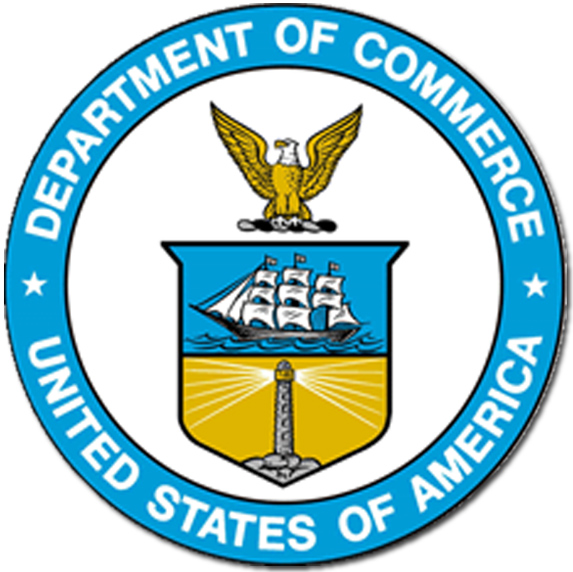 DEPARTMENT OF COMMERCE
UNITED STATES OF AMERICA